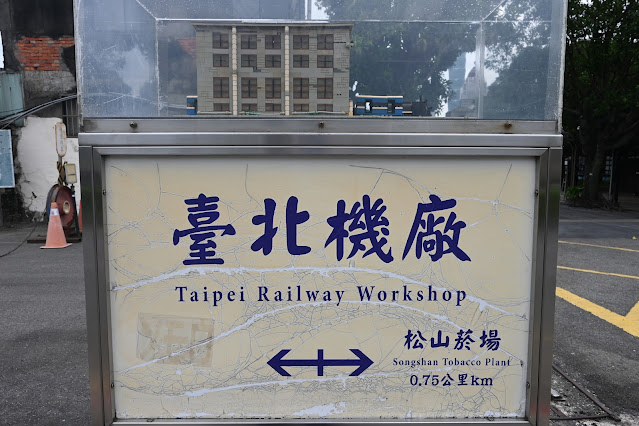 臺北機廠
Taipei Railway Workshop
松山菸場
Songshan Tobacco Plant
0.75公里km